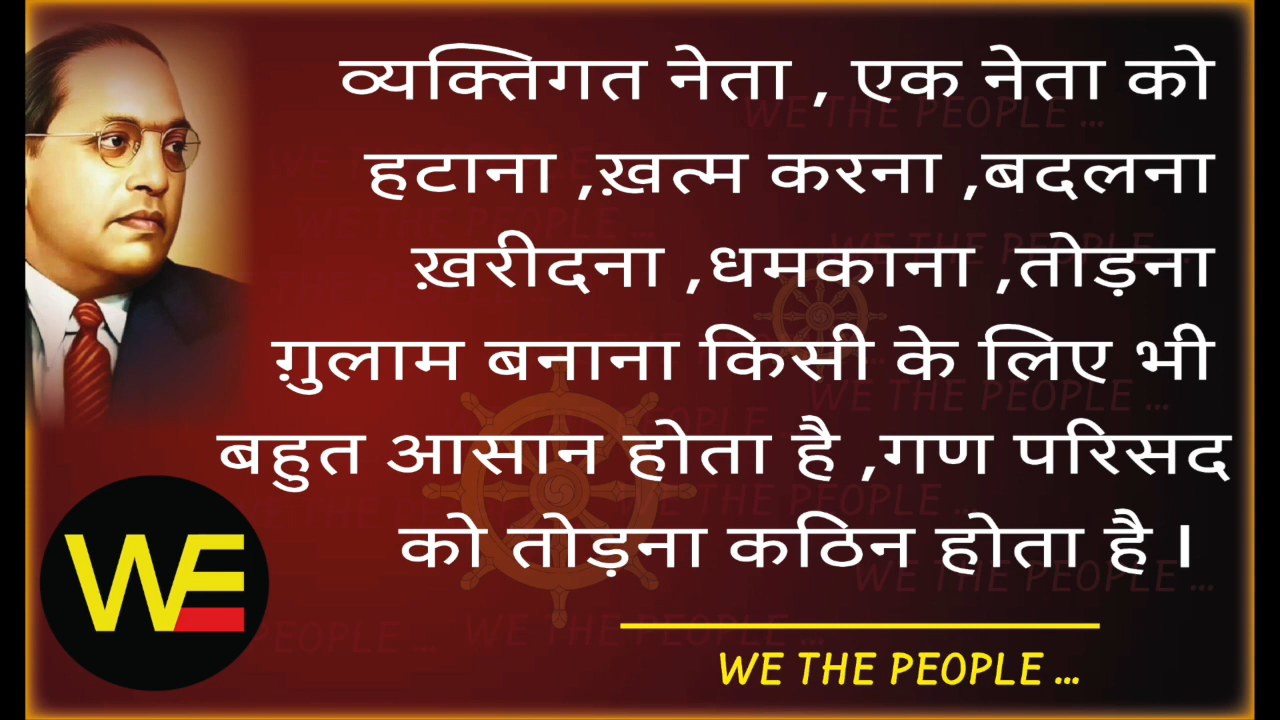 व्यक्तिगत नेता , एक नेता को
हटाना ,ख़त्म करना ,बदलना
ख़रीदना ,धमकाना ,तोड़ना
ग़ुलाम बनाना किसी के लिए भी
बहुत आसान होता है ,गण परिसद
को तोड़ना कठिन होता है ।
WE
WE THE PEOPLE ...